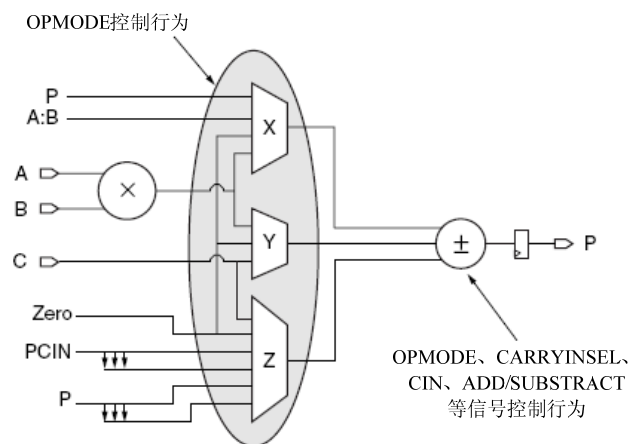 OPMODE控制行为
P
A:B
X
A
×
B
Y
±
P
C
Zero
PCIN
Z
P
OPMODE、CARRYINSEL、
CIN、ADD/SUBSTRACT
等信号控制行为